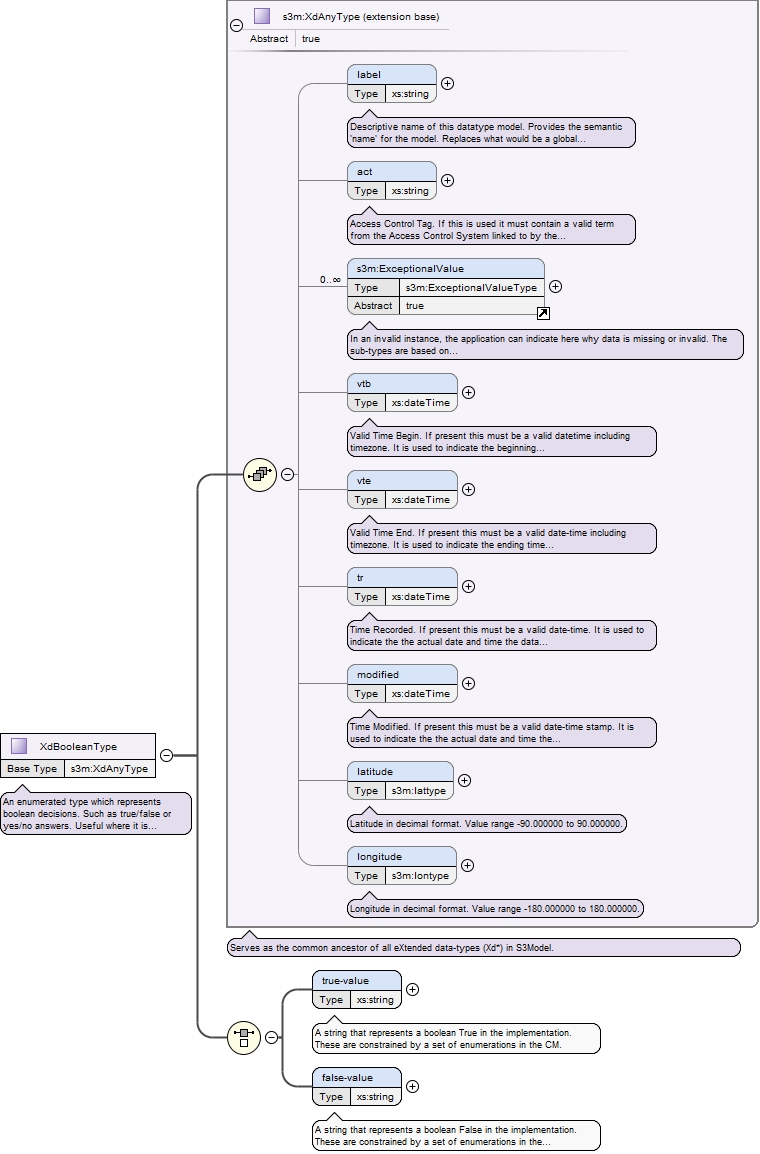 s3m:XdAnyType (extension base)
Abstract true
label
Type xs:string
Descriptive name of this datatype model. Provides the semantic
'name' for the model. Replaces what would be a global...
act
Type xs:string
Access Control Tag. If this is used it must contain a valid term
from the Access Control System linked to by the...
0..∞
s3m:ExceptionalValue
Type s3m:ExceptionalValueType
Abstract true
In an invalid instance, the application can indicate here why data is missing or invalid. The
sub-types are based on...
vtb
Type xs:dateTime
Valid Time Begin. If present this must be a valid datetime including
timezone. It is used to indicate the beginning...
vte
Type xs:dateTime
Valid Time End. If present this must be a valid date-time including
timezone. It is used to indicate the ending time...
tr
Type xs:dateTime
Time Recorded. If present this must be a valid date-time. It is used to
indicate the the actual date and time the data...
modified
Type xs:dateTime
Time Modified. If present this must be a valid date-time stamp. It is
used to indicate the the actual date and time the...
latitude
Type s3m:lattype
Latitude in decimal format. Value range -90.000000 to 90.000000.
longitude
Type s3m:lontype
Longitude in decimal format. Value range -180.000000 to 180.000000.
Serves as the common ancestor of all eXtended data-types (Xd*) in S3Model.
XdBooleanType
Base Type s3m:XdAnyType
An enumerated type which represents
boolean decisions. Such as true/false or
yes/no answers. Useful where it is...
true-value
Type xs:string
A string that represents a boolean True in the implementation.
These are constrained by a set of enumerations in the CM.
false-value
Type xs:string
A string that represents a boolean False in the implementation.
These are constrained by a set of enumerations in the...